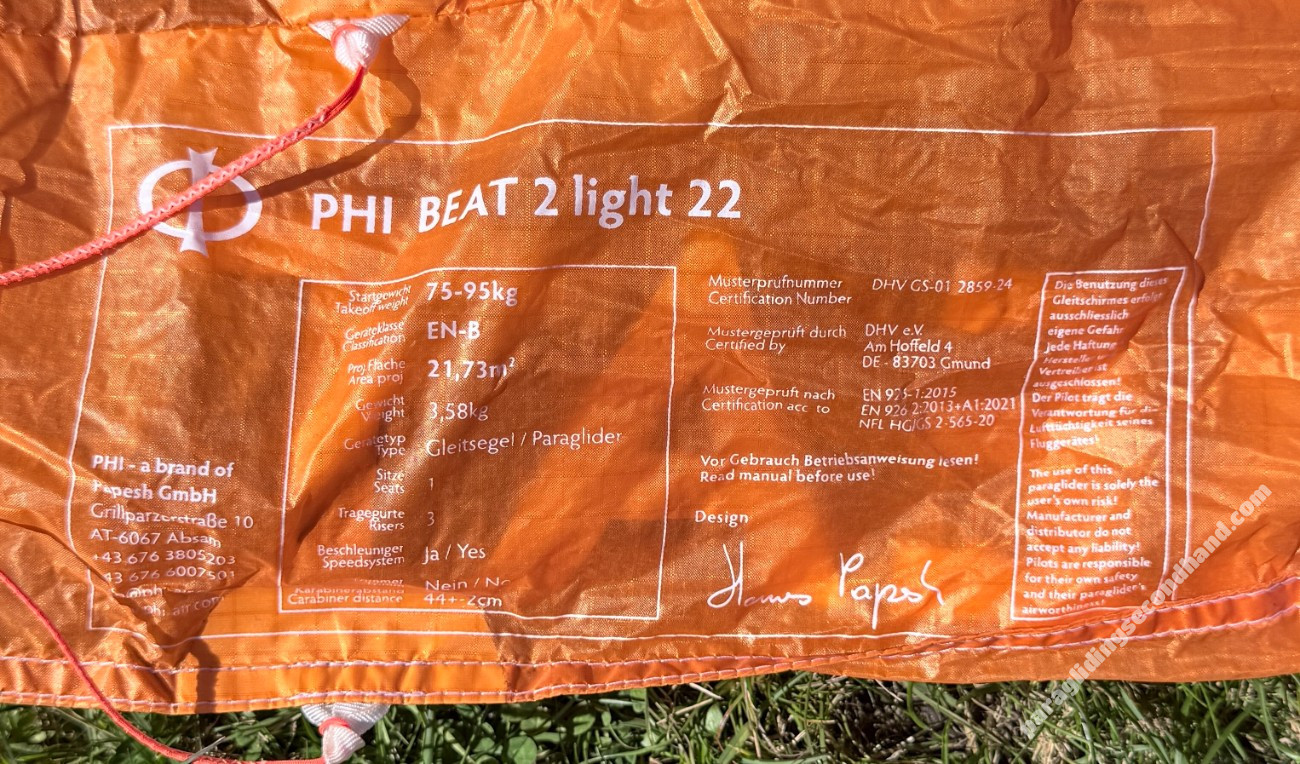 PHI BEAT 2 light 22
Startgewicht
Takeoff weight
75-95kg
Geräteklasse
Classification
EN-B
Proj. Fläche
Area proj
21,73m²
Gewicht
Weight
3,58kg
Gerätetyp
Type
Gleitsegel / Paraglider
Sitze
Seats
1
Tragegurte
Risers
3
Beschleuniger
Speedsystem
Ja / Yes
Nein / No
Karabinerabstand
Carabiner distance
44+-2cm
PHI - a brand of
Papesh GmbH
Grillparzerstraße 10
AT-6067 Absam
+43 676 3805203
Musterprüfnummer
Certification Number
DHV GS-01 2859-24
Mustergeprüft durch
Certified by
DHV e.V.
Am Hoffeld 4
DE - 83703 Gmund
Mustergeprüft nach
Certification acc to
EN 926-1:2015
EN 926 2:2013+A1:2021
NFL HG/GS 2-565-20
Vor Gebrauch Betriebsanweisung lesen!
Read manual before use!
Design
Hannes Papesh
Die Benutzung dieses
Gleitschirmes erfolgt
ausschliesslich
eigene Gefahr
Jede Haftung
Hersteller
Vertreiber ist
ausgeschlossen!
Der Pilot trägt die
Verantwortung für die
Lufttüchtigkeit seines
Fluggerätes!
The use of this
paraglider is solely the
user's own risk!
Manufacturer and
distributor do not
accept any liability!
Pilots are responsible
for their own safety
and their paraglider's
airworthiness!
paraglidingsecondhand.com